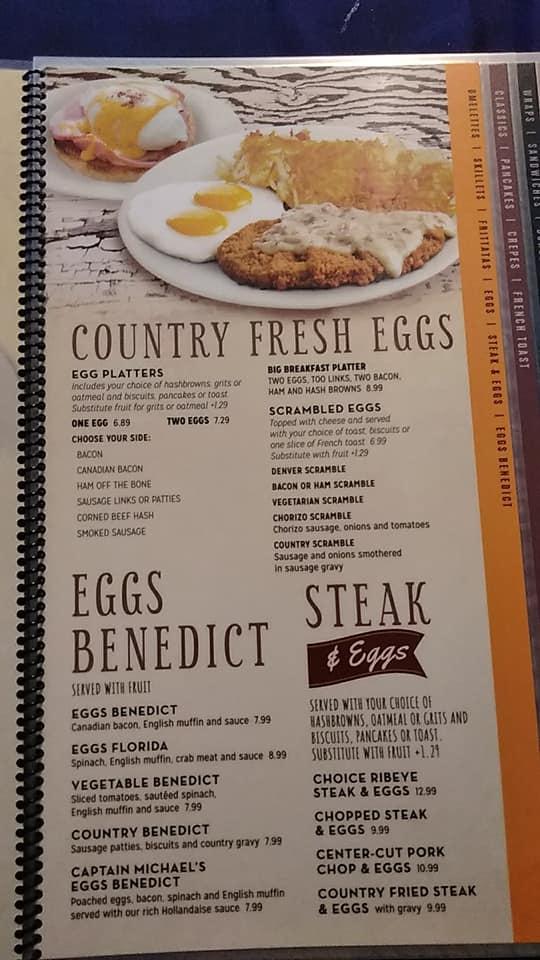 COUNTRY FRESH EGGS
EGG PLATTERS
Includes your choice of hashbrowns, grits or
oatmeal and biscuits, pancakes or toast.
Substitute fruit for grits or oatmeal +1.29
ONE EGG 6.89 TWO EGGS 7.29
CHOOSE YOUR SIDE:
BACON
CANADIAN BACON
HAM OFF THE BONE
SAUSAGE LINKS OR PATTIES
CORNED BEEF HASH
SMOKED SAUSAGE
BIG BREAKFAST PLATTER
TWO EGGS, TOO LINKS, TWO BACON,
HAM AND HASH BROWNS 8.99
SCRAMBLED EGGS
Topped with cheese and served
with your choice of toast, biscuits or
one slice of French toast 6.99
Substitute with fruit +1.29
DENVER SCRAMBLE
BACON OR HAM SCRAMBLE
VEGETARIAN SCRAMBLE
CHORIZO SCRAMBLE
Chorizo sausage, onions and tomatoes
COUNTRY SCRAMBLE
Sausage and onions smothered
in sausage gravy
EGGS
BENEDICT
SERVED WITH FRUIT
EGGS BENEDICT
Canadian bacon, English muffin and sauce 7.99
EGGS FLORIDA
Spinach, English muffin, crab meat and sauce 8.99
VEGETABLE BENEDICT
Sliced tomatoes, sautéed spinach,
English muffin and sauce 7.99
COUNTRY BENEDICT
Sausage patties, biscuits and country gravy 7.99
CAPTAIN MICHAEL'S
EGGS BENEDICT
Poached eggs, bacon, spinach and English muffin
served with our rich Hollandaise sauce 7.99
STEAK
& Eggs
SERVED WITH YOUR CHOICE OF
HASHBROWNS, OATMEAL OR GRITS AND
BISCUITS, PANCAKES OR TOAST.
SUBSTITUTE WITH FRUIT +1.29
CHOICE RIBEYE
STEAK & EGGS 12.99
CHOPPED STEAK
& EGGS 9.99
CENTER-CUT PORK
CHOP & EGGS 10.99
COUNTRY FRIED STEAK
& EGGS with gravy 9.99
OMELETTES | SKILLETS | FRITTATAS | EGGS | STEAK & EGGS | EGGS BENEDICT
CLASSICS | PANCAKES | CREPES | FRENCH TOAST
WRAPS | SANDWICHES |